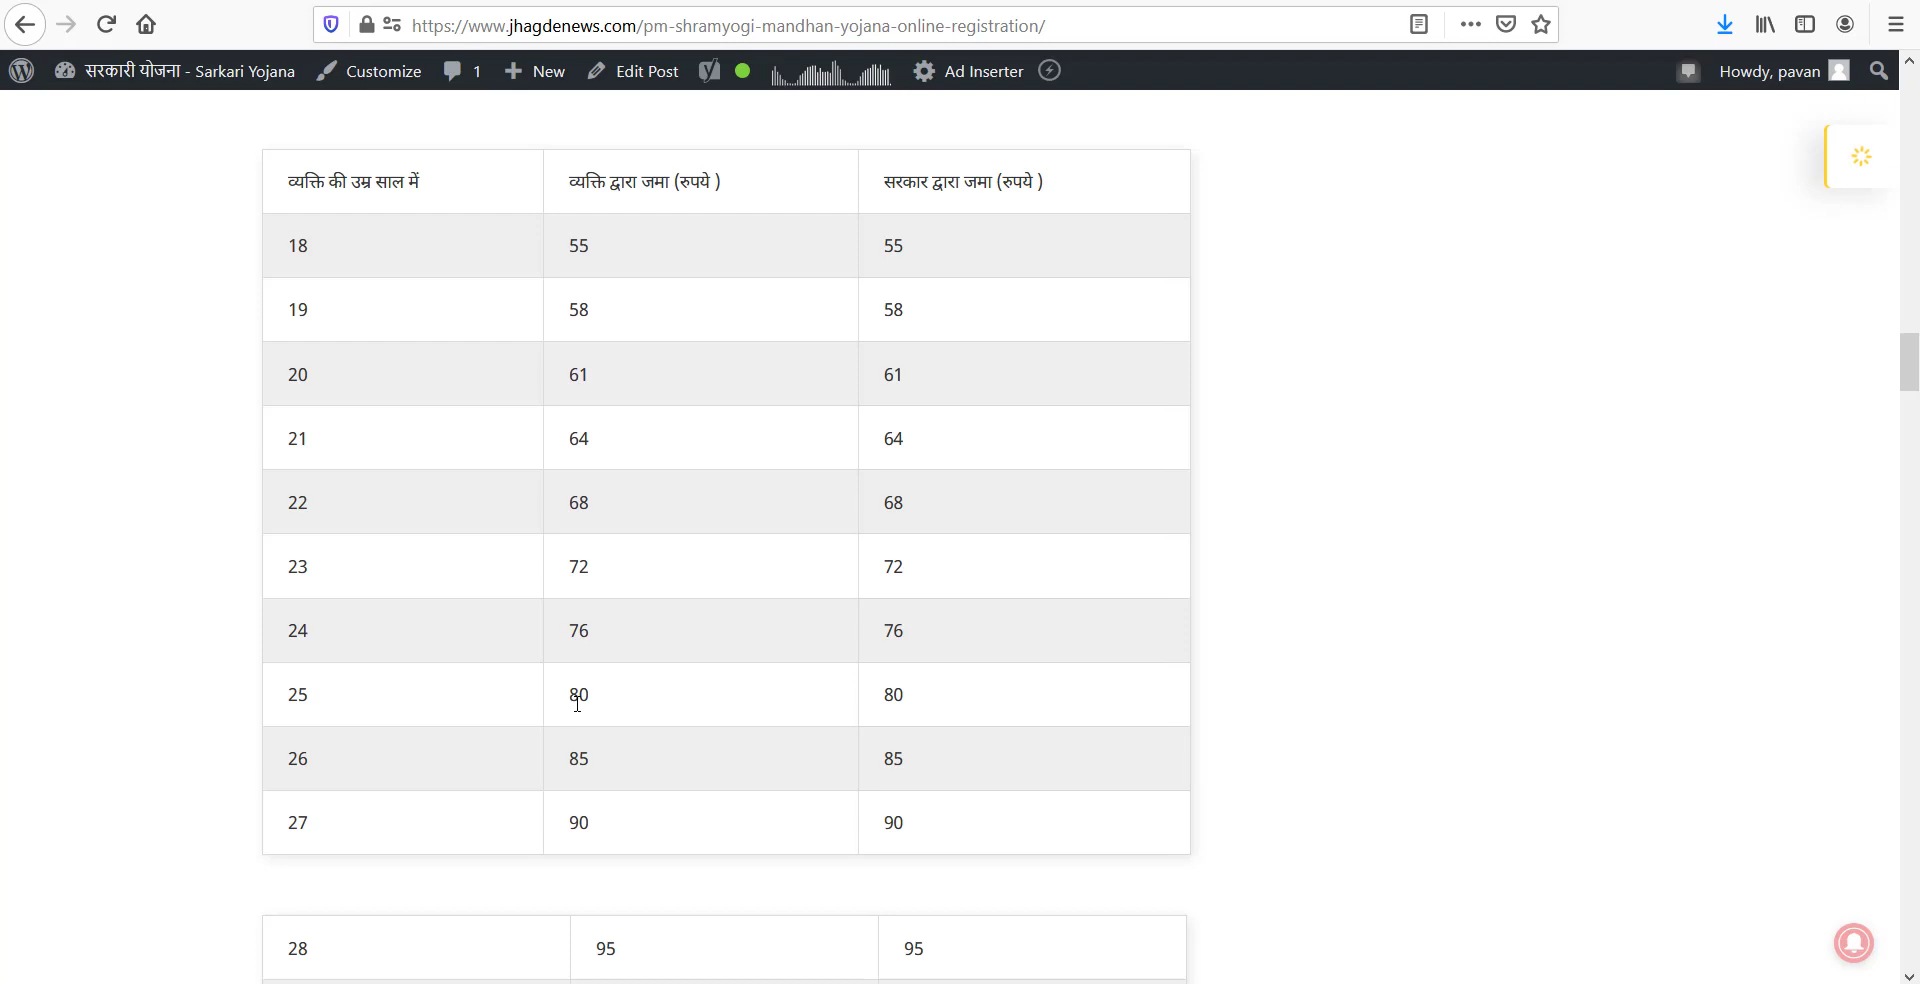 https://www.jhagdenews.com/pm-shramyogi-mandhan-yojana-online-registration/
सरकारी योजना - Sarkari Yojana Customize 1 New Edit Post Ad Inserter Howdy, pavan
व्यक्ति की उम्र साल में व्यक्ति द्वारा जमा (रुपये ) सरकार द्वारा जमा (रुपये )
18 55 55
19 58 58
20 61 61
21 64 64
22 68 68
23 72 72
24 76 76
25 80 80
26 85 85
27 90 90
28 95 95